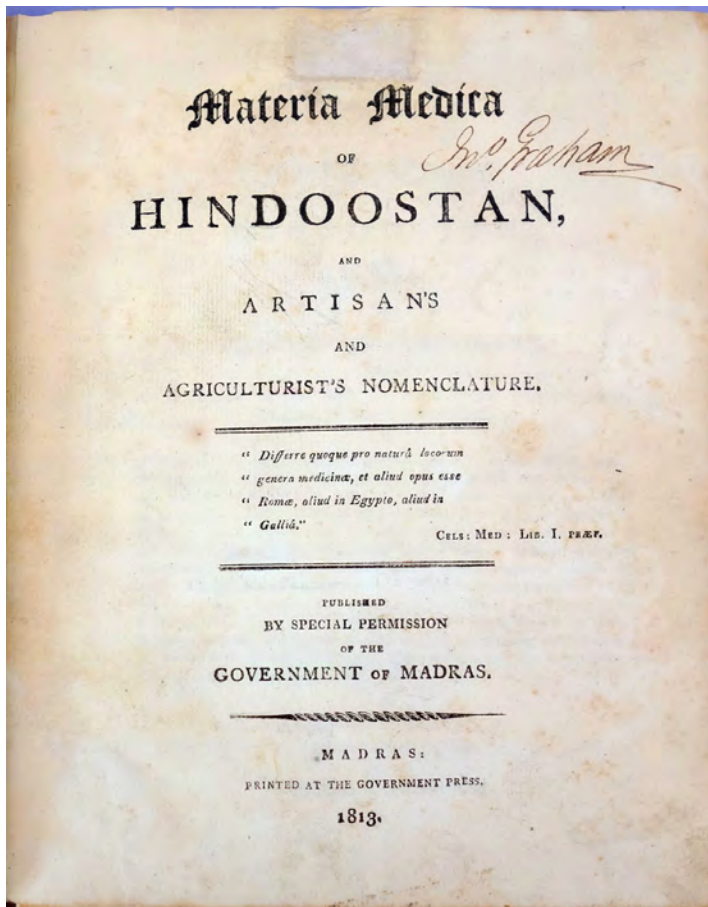 Materia Medica
Jno. Graham
OF
HINDOOSTAN,
AND
ARTISAN'S
AND
AGRICULTURIST'S NOMENCLATURE.
“ Differre quoque pro naturâ locorum
“ genera medicinæ, et aliud opus esse
“ Romæ, aliud in Egypto, aliud in
“ Galliâ.”
CELS: MED: LIB. I. PRÆF.
PUBLISHED
BY SPECIAL PERMISSION
OF THE
GOVERNMENT OF MADRAS.
MADRAS:
PRINTED AT THE GOVERNMENT PRESS.
1813.